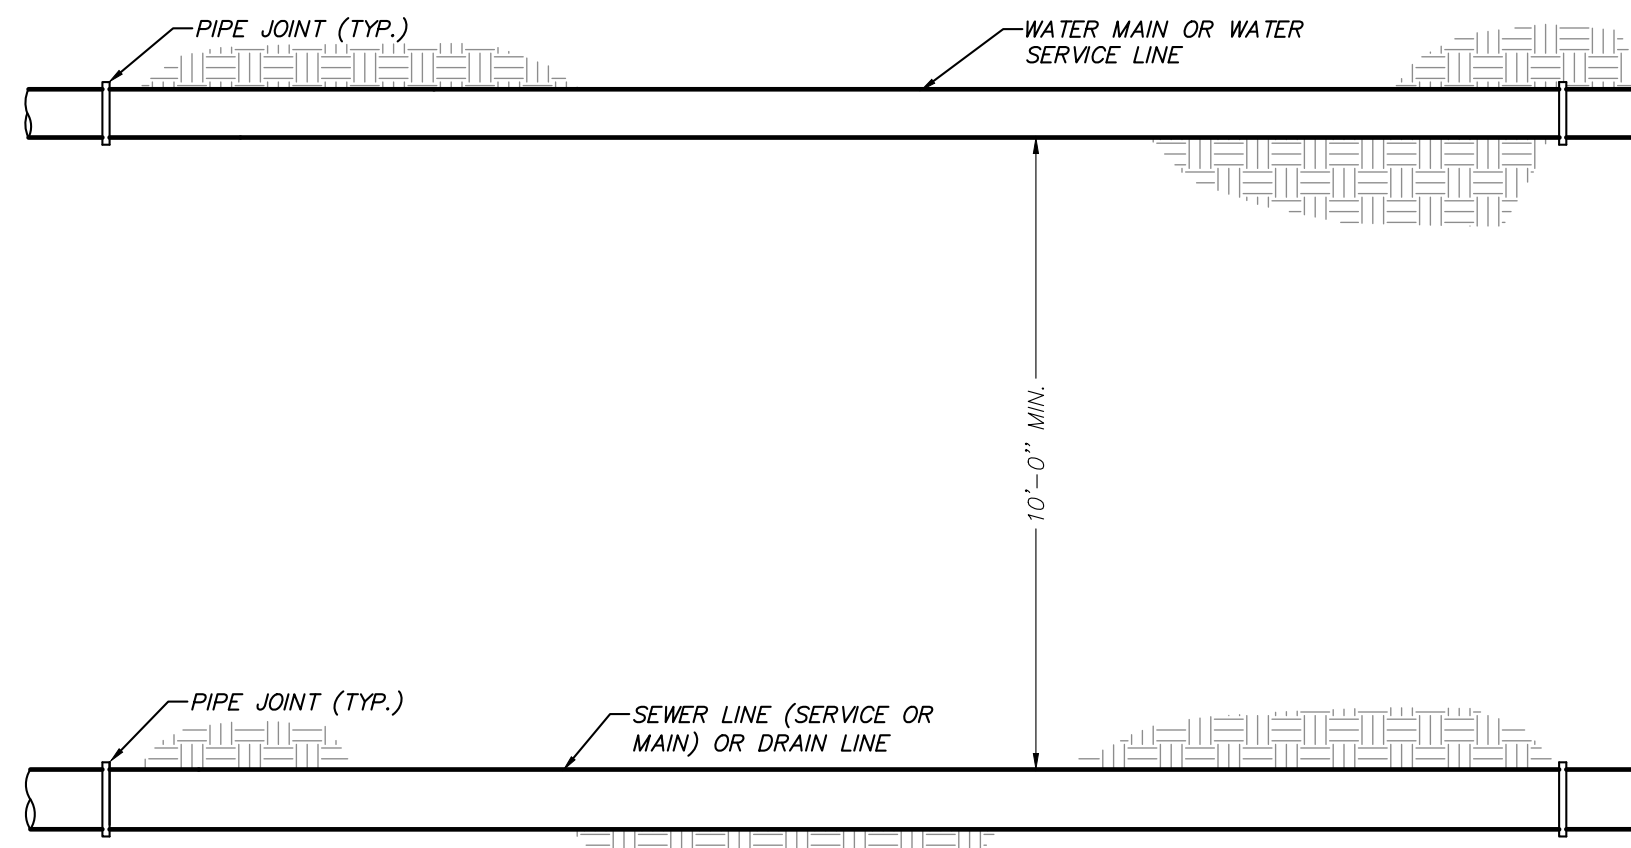 PIPE JOINT (TYP.)
WATER MAIN OR WATER
SERVICE LINE
10'-0" MIN.
PIPE JOINT (TYP.)
SEWER LINE (SERVICE OR
MAIN) OR DRAIN LINE